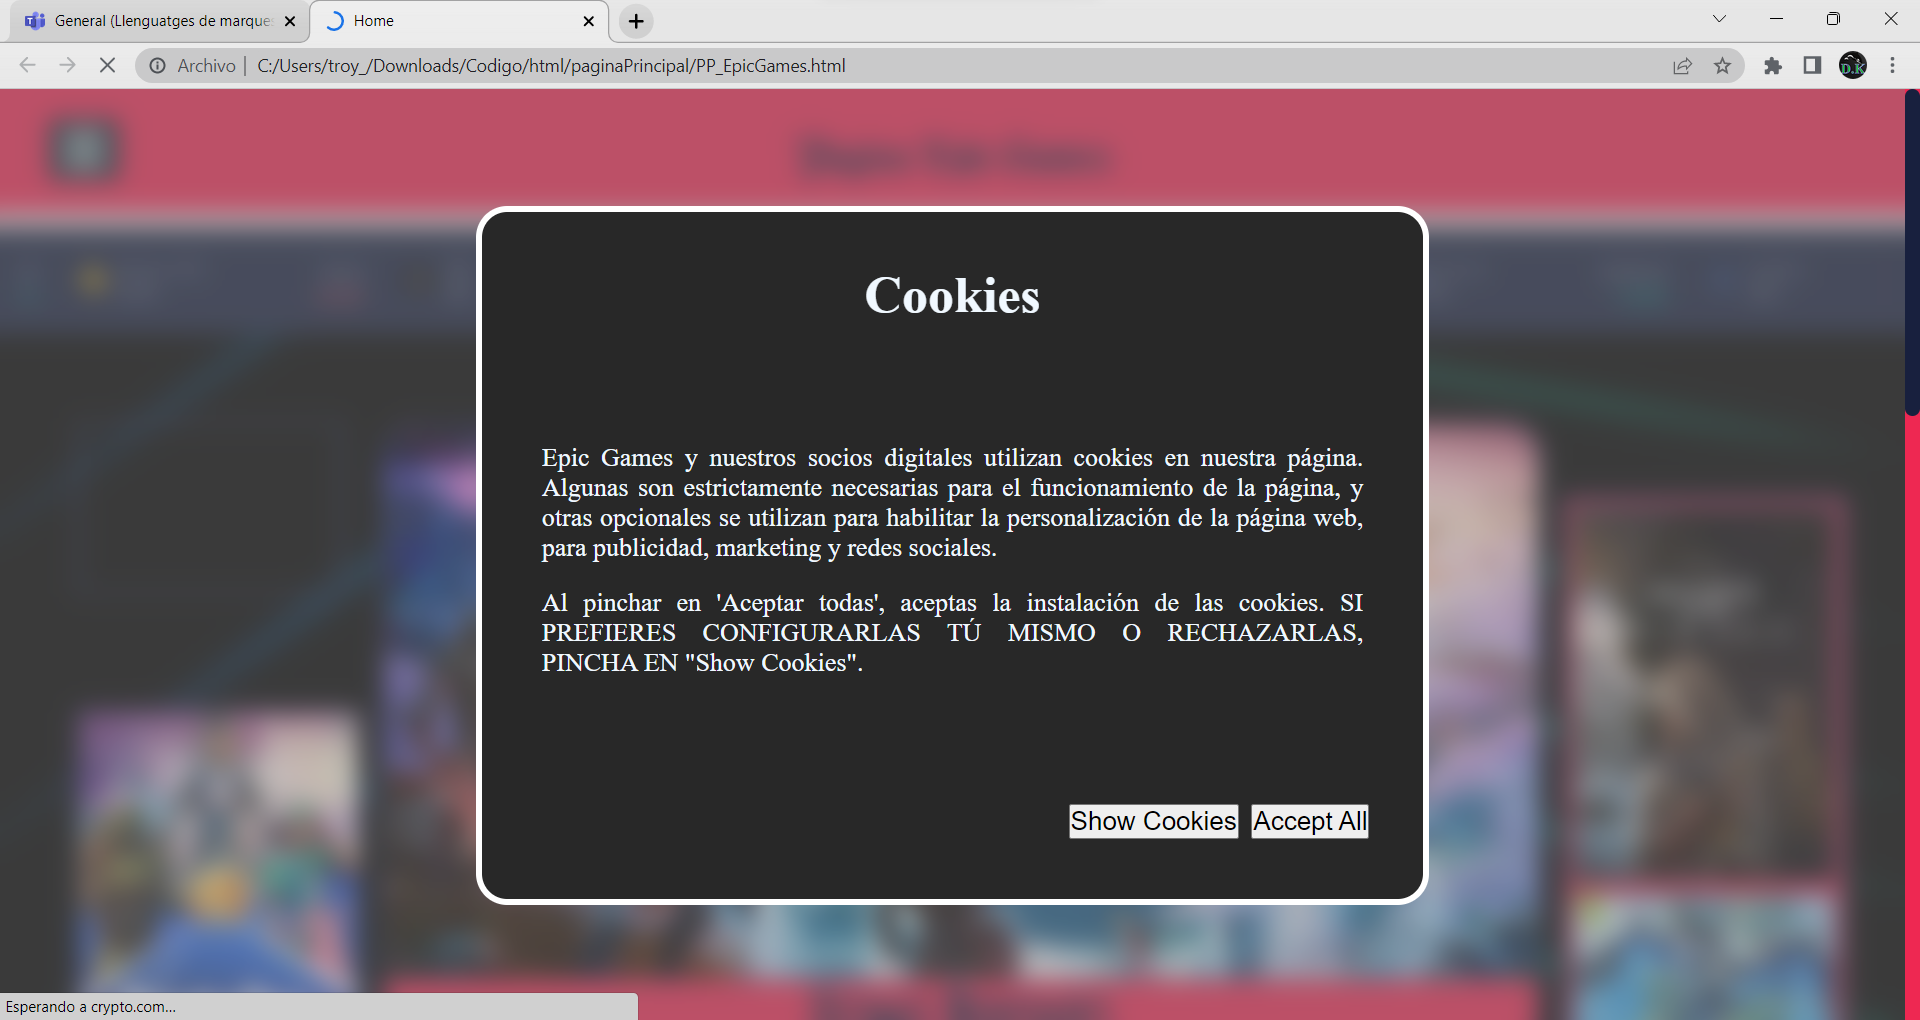 General (Llenguatges de marques
Home
Archivo
C:/Users/troy_/Downloads/Codigo/html/paginaPrincipal/PP_EpicGames.html
D.K
Cookies
Epic Games y nuestros socios digitales utilizan cookies en nuestra página.
Algunas son estrictamente necesarias para el funcionamiento de la página, y
otras opcionales se utilizan para habilitar la personalización de la página web,
para publicidad, marketing y redes sociales.
Al pinchar en 'Aceptar todas', aceptas la instalación de las cookies. SI
PREFIERES CONFIGURARLAS TÚ MISMO O RECHAZARLAS,
PINCHA EN "Show Cookies".
Show Cookies
Accept All
Esperando a crypto.com...